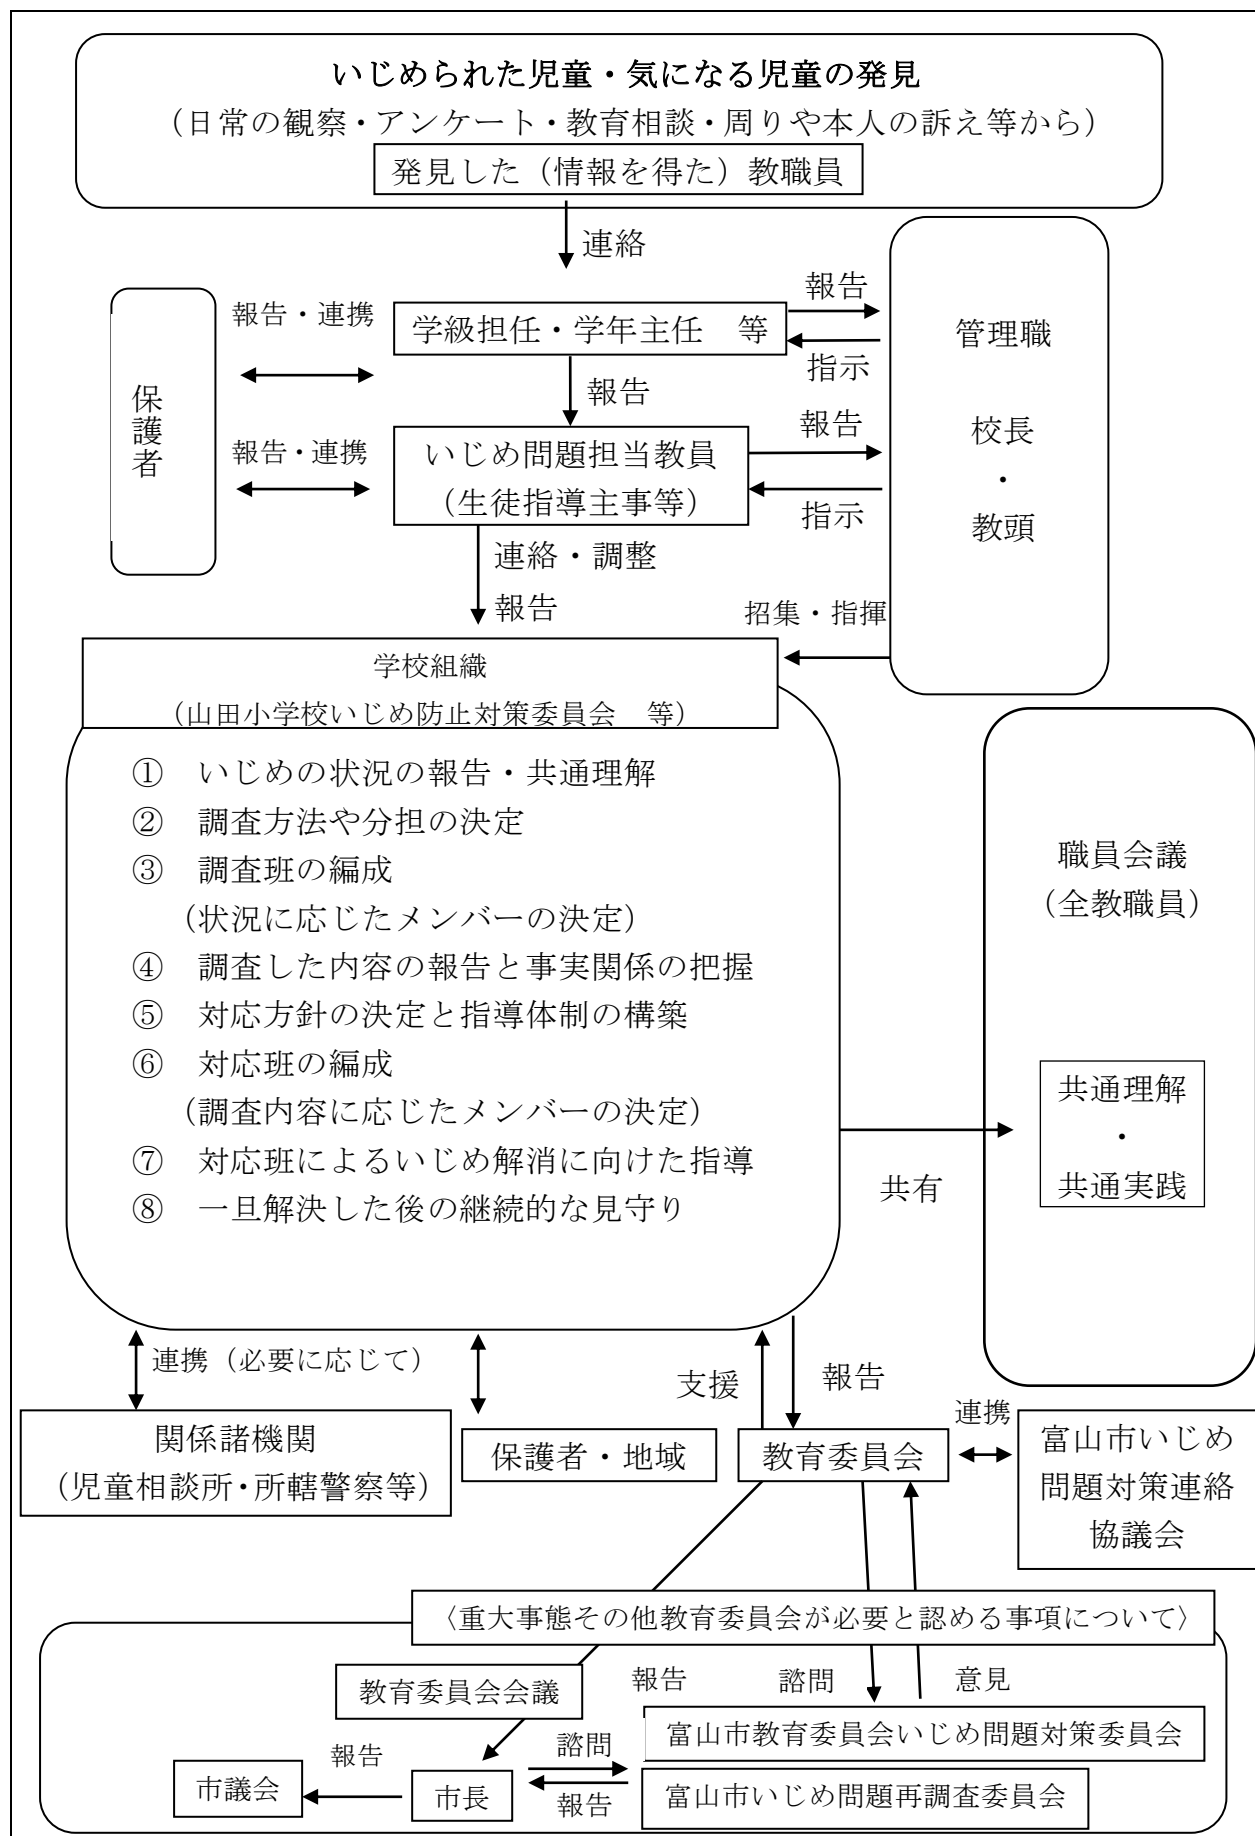 いじめられた児童・気になる児童の発見
（日常の観察・アンケート・教育相談・周りや本人の訴え等から）
発見した（情報を得た）教職員
連絡
報告
報告・連携
学級担任・学年主任　等
管理職
指示
保護者
報告
報告
校長
報告・連携
いじめ問題担当教員
・
（生徒指導主事等）
指示
教頭
連絡・調整
報告
招集・指揮
学校組織
（山田小学校いじめ防止対策委員会　等）
①　いじめの状況の報告・共通理解
②　調査方法や分担の決定
③　調査班の編成
（状況に応じたメンバーの決定）
④　調査した内容の報告と事実関係の把握
⑤　対応方針の決定と指導体制の構築
⑥　対応班の編成
（調査内容に応じたメンバーの決定）
⑦　対応班によるいじめ解消に向けた指導
⑧　一旦解決した後の継続的な見守り
職員会議
（全教職員）
共通理解
・
共通実践
共有
連携（必要に応じて）
支援
報告
連携
関係諸機関
（児童相談所・所轄警察等）
保護者・地域
教育委員会
富山市いじめ
問題対策連絡
協議会
〈重大事態その他教育委員会が必要と認める事項について〉
教育委員会会議
報告
諮問
意見
富山市教育委員会いじめ問題対策委員会
諮問
報告
市議会
市長
報告
富山市いじめ問題再調査委員会